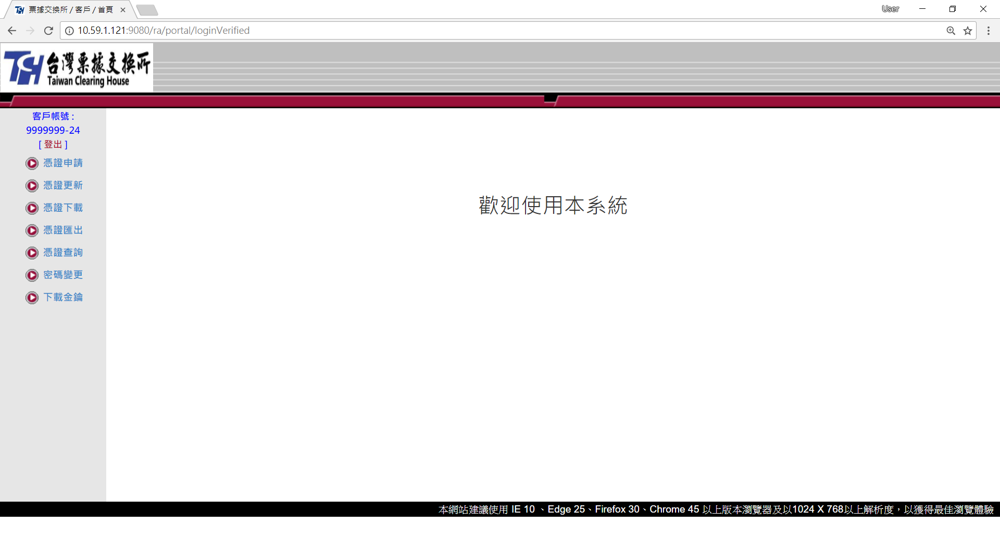 票據交換所 / 客戶 / 首頁
User
10.59.1.121:9080/ra/portal/loginVerified
TCH 台灣票據交換所
Taiwan Clearing House
客戶帳號 :
9999999-24
[ 登出 ]
憑證申請
憑證更新
憑證下載
憑證匯出
憑證查詢
密碼變更
下載金鑰
歡迎使用本系統
本網站建議使用 IE 10 、Edge 25、Firefox 30、Chrome 45 以上版本瀏覽器及以1024 X 768以上解析度，以獲得最佳瀏覽體驗